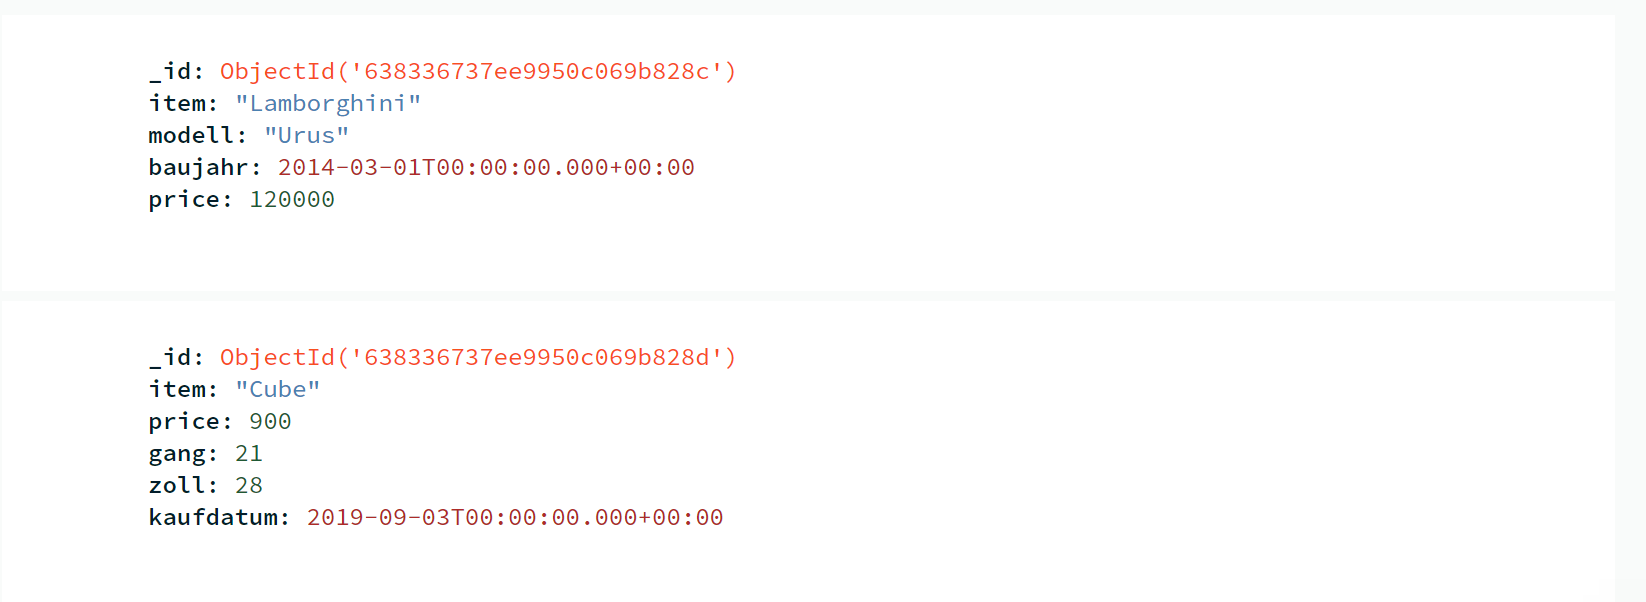 _id: ObjectId('638336737ee9950c069b828c')
item: "Lamborghini"
modell: "Urus"
baujahr: 2014-03-01T00:00:00.000+00:00
price: 120000
_id: ObjectId('638336737ee9950c069b828d')
item: "Cube"
price: 900
gang: 21
zoll: 28
kaufdatum: 2019-09-03T00:00:00.000+00:00